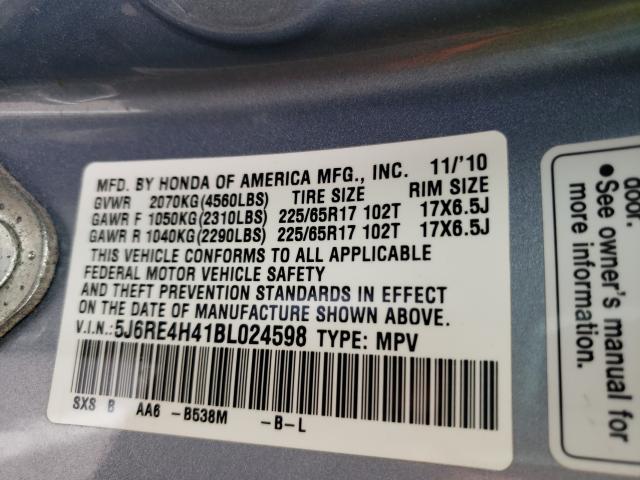 MFD. BY HONDA OF AMERICA MFG., INC. 11/'10
GVWR 2070KG(4560LBS) TIRE SIZE RIM SIZE
GAWR F 1050KG(2310LBS) 225/65R17 102T 17X6.5J
GAWR R 1040KG(2290LBS) 225/65R17 102T 17X6.5J
THIS VEHICLE CONFORMS TO ALL APPLICABLE
FEDERAL MOTOR VEHICLE SAFETY
AND THEFT PREVENTION STANDARDS IN EFFECT
ON THE DATE OF MANUFACTURE SHOWN ABOVE.
V.I.N.:5J6RE4H41BL024598 TYPE: MPV
SXS B AA6 -B538M -B-L
door.
● See owner's
manual for more
information.